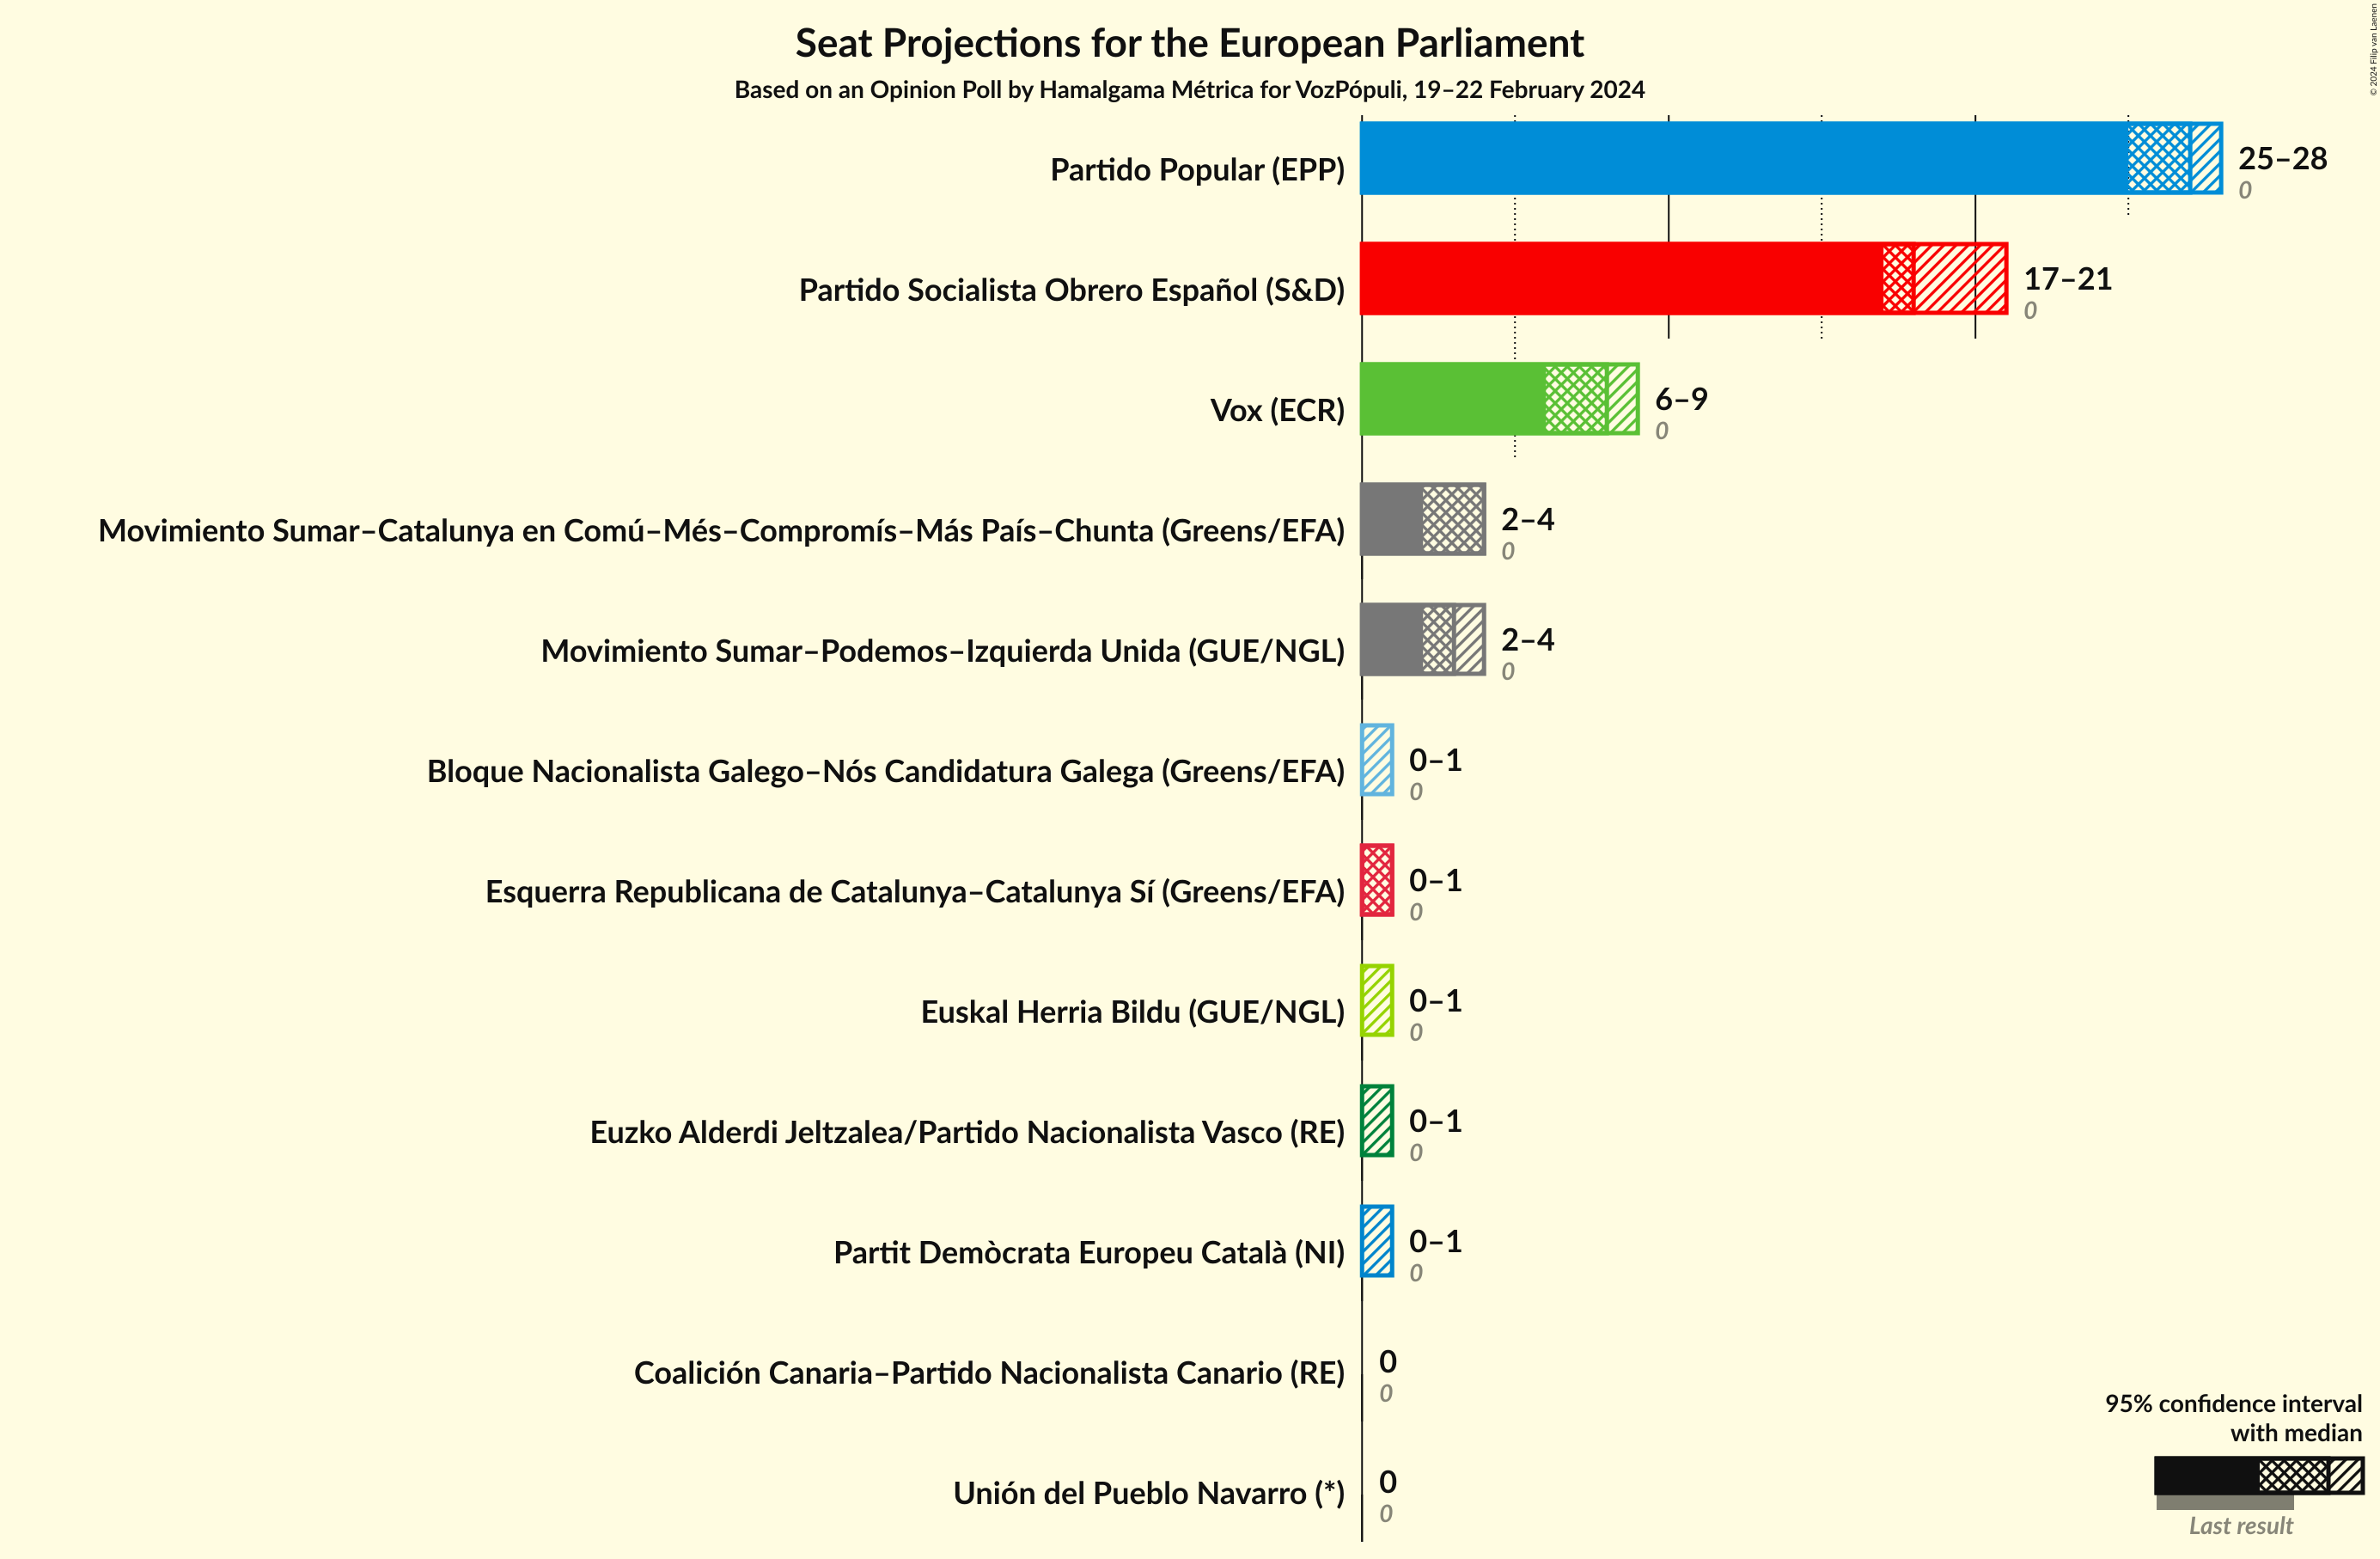 Seat Projections for the European Parliament
Based on an Opinion Poll by Hamalgama Métrica for VozPópuli, 19–22 February 2024
© 2024 Filip van Laenen
Partido Popular (EPP)
25–28
0
Partido Socialista Obrero Español (S&D)
17–21
0
Vox (ECR)
6–9
0
Movimiento Sumar–Catalunya en Comú–Més–Compromís–Más País–Chunta (Greens/EFA)
2–4
0
Movimiento Sumar–Podemos–Izquierda Unida (GUE/NGL)
2–4
0
Bloque Nacionalista Galego–Nós Candidatura Galega (Greens/EFA)
0–1
0
Esquerra Republicana de Catalunya–Catalunya Sí (Greens/EFA)
0–1
0
Euskal Herria Bildu (GUE/NGL)
0–1
0
Euzko Alderdi Jeltzalea/Partido Nacionalista Vasco (RE)
0–1
0
Partit Demòcrata Europeu Català (NI)
0–1
0
Coalición Canaria–Partido Nacionalista Canario (RE)
0
0
Unión del Pueblo Navarro (*)
0
0
95% confidence interval
with median
Last result